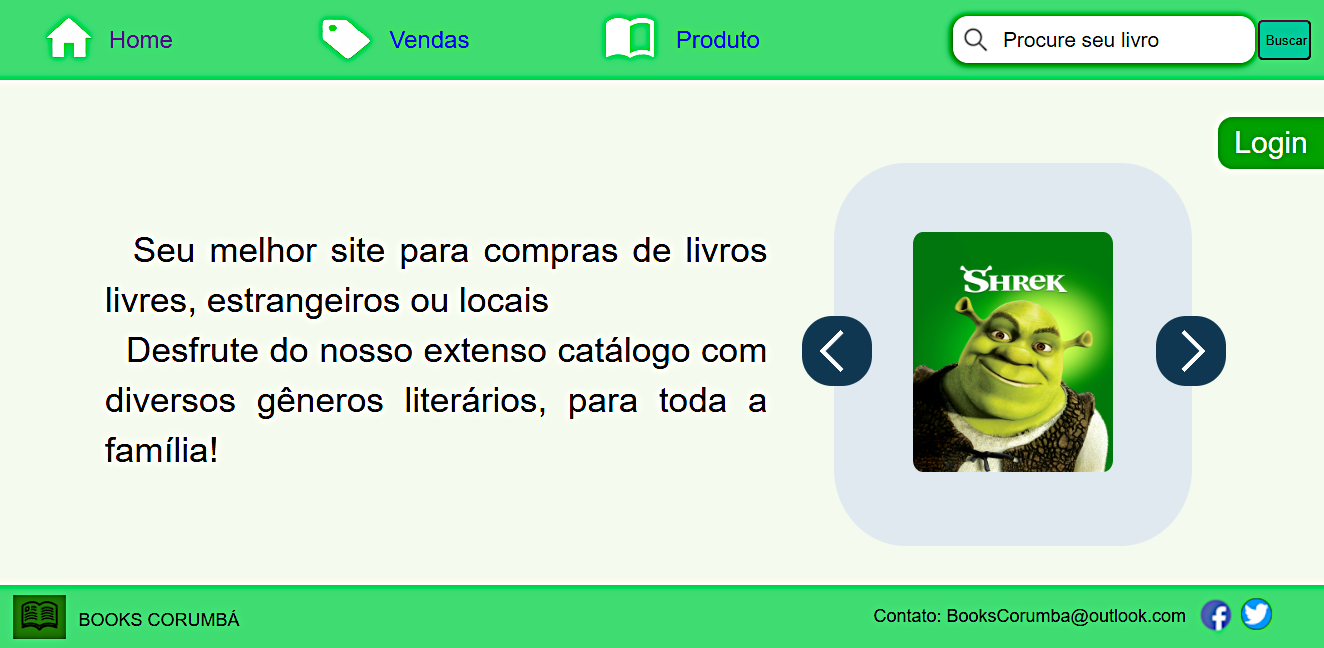 Home
Vendas
Produto
Procure seu livro
Buscar
Login
Seu melhor site para compras de livros
livres, estrangeiros ou locais
Desfrute do nosso extenso catálogo com
diversos gêneros literários, para toda a
família!
SHREK
BOOKS CORUMBÁ
Contato: BooksCorumba@outlook.com